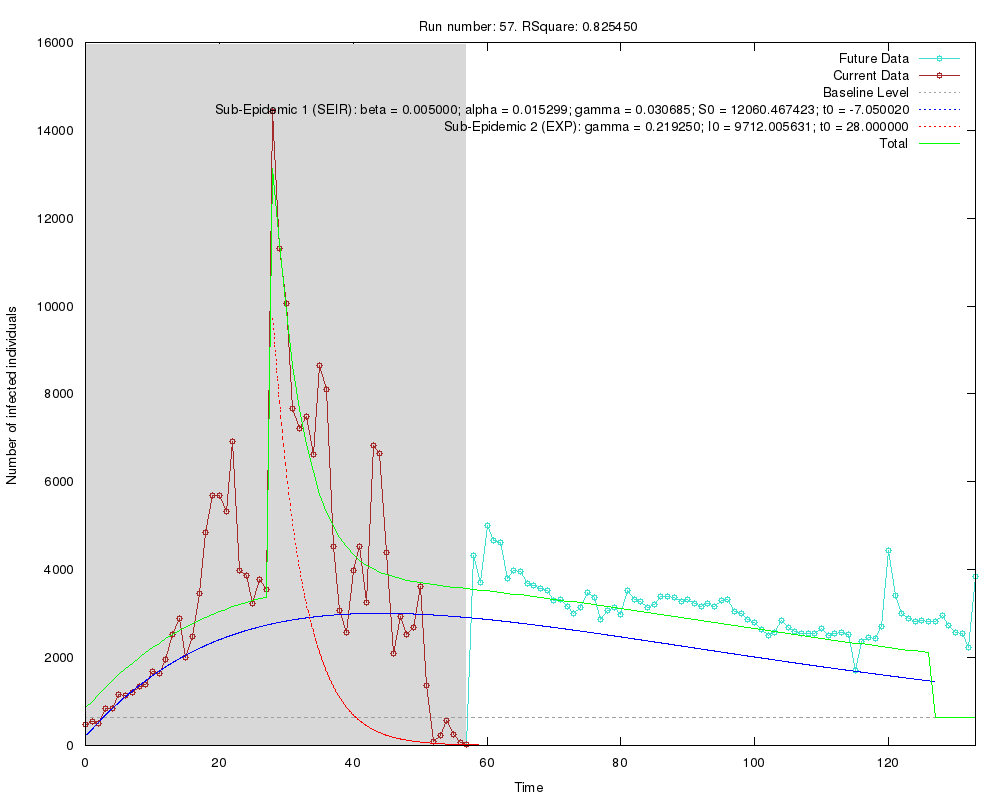 Run number: 57. RSquare: 0.825450
16000
14000
12000
10000
8000
6000
4000
2000
0
Number of infected individuals
Future Data
Current Data
Baseline Level
Sub-Epidemic 1 (SEIR): beta = 0.005000; alpha = 0.015299; gamma = 0.030685; S0 = 12060.467423; t0 = -7.050020
Sub-Epidemic 2 (EXP): gamma = 0.219250; I0 = 9712.005631; t0 = 28.000000
Total
0 20 40 60 80 100 120
Time